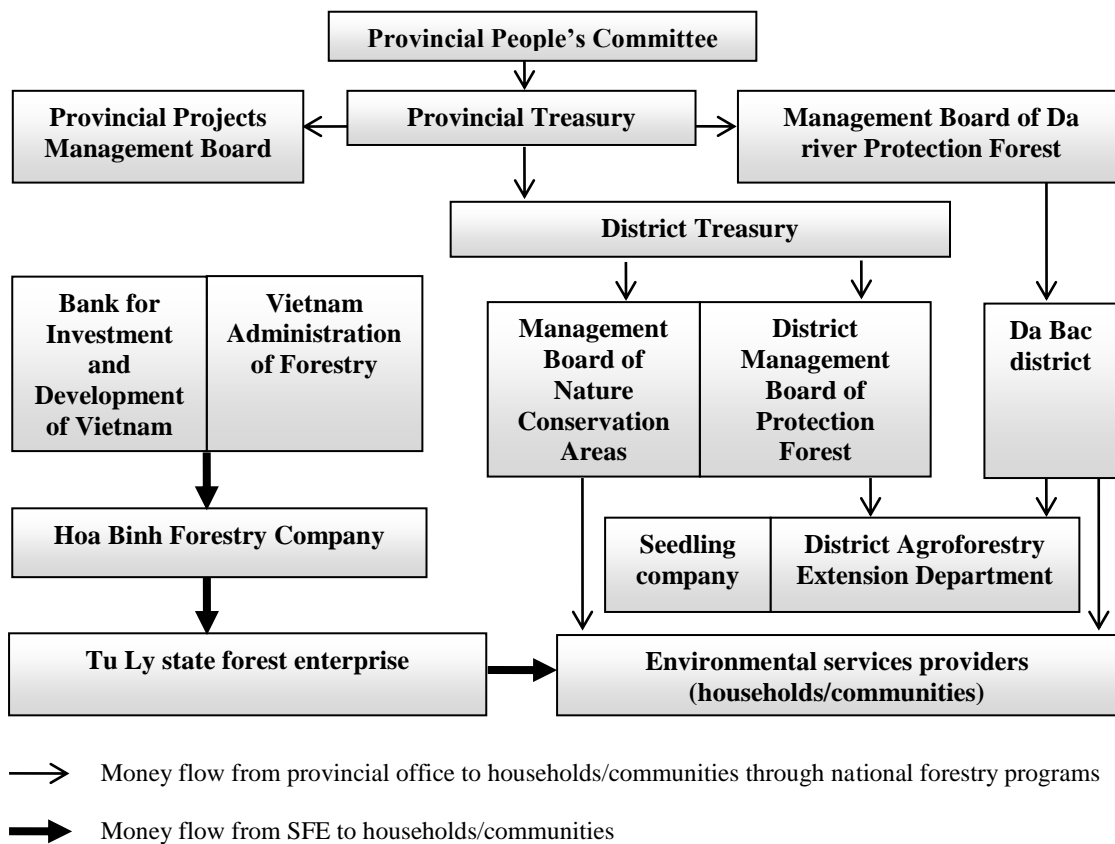 Provincial People’s Committee
Provincial Projects
Management Board
Provincial Treasury
Management Board of Da
river Protection Forest
District Treasury
Bank for
Investment
and
Development
of Vietnam
Vietnam
Administration
of Forestry
Management
Board of
Nature
Conservation
Areas
District
Management
Board of
Protection
Forest
Da Bac
district
Hoa Binh Forestry Company
Seedling
company
District Agroforestry
Extension Department
Tu Ly state forest enterprise
Environmental services providers
(households/communities)
Money flow from provincial office to households/communities through national forestry programs
Money flow from SFE to households/communities